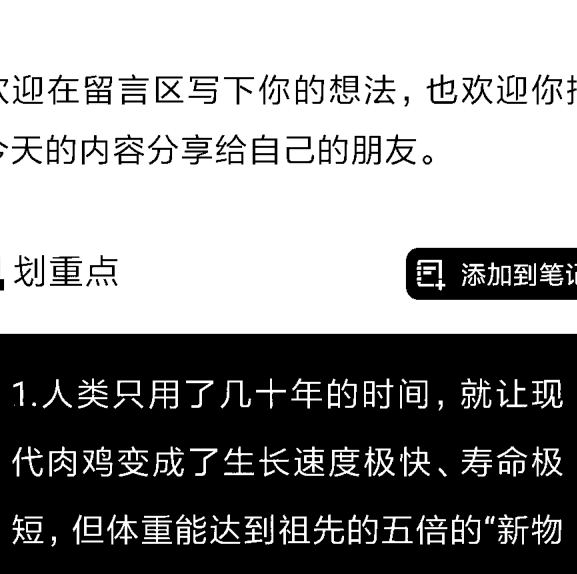 欢迎在留言区写下你的想法，也欢迎你把
今天的内容分享给自己的朋友。
划重点
添加到笔记
1.人类只用了几十年的时间，就让现
代肉鸡变成了生长速度极快、寿命极
短，但体重能达到祖先的五倍的“新物